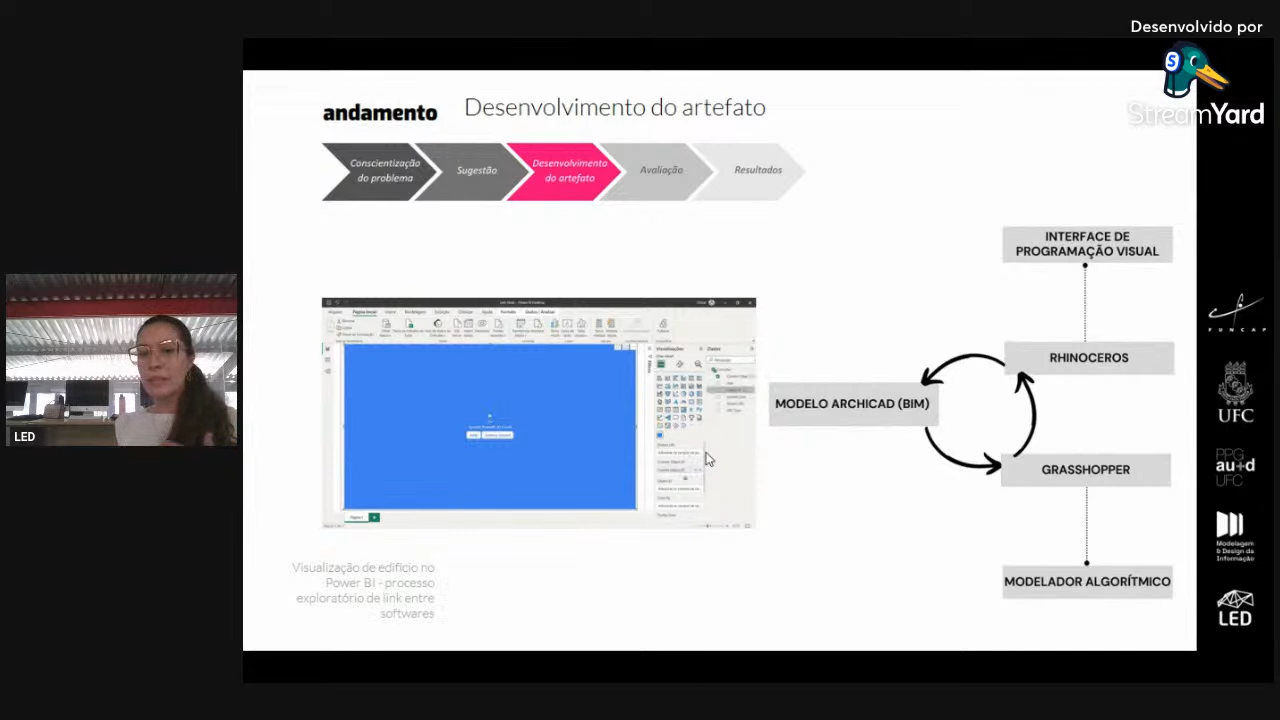 Desenvolvido por
StreamYard
andamento
Desenvolvimento do artefato
Conscientização
do problema
Sugestão
Desenvolvimento
do artefato
Avaliação
Resultados
INTERFACE DE
PROGRAMAÇÃO VISUAL
RHINOCEROS
MODELO ARCHICAD (BIM)
GRASSHOPPER
MODELADOR ALGORÍTMICO
Visualizações
Dados
Visualização de edifício no
Power BI - processo
exploratório de link entre
softwares
LED
FUNCAP
UFC
PPG
au+d
UFC
Modelagem
& Design da
Informação
LED